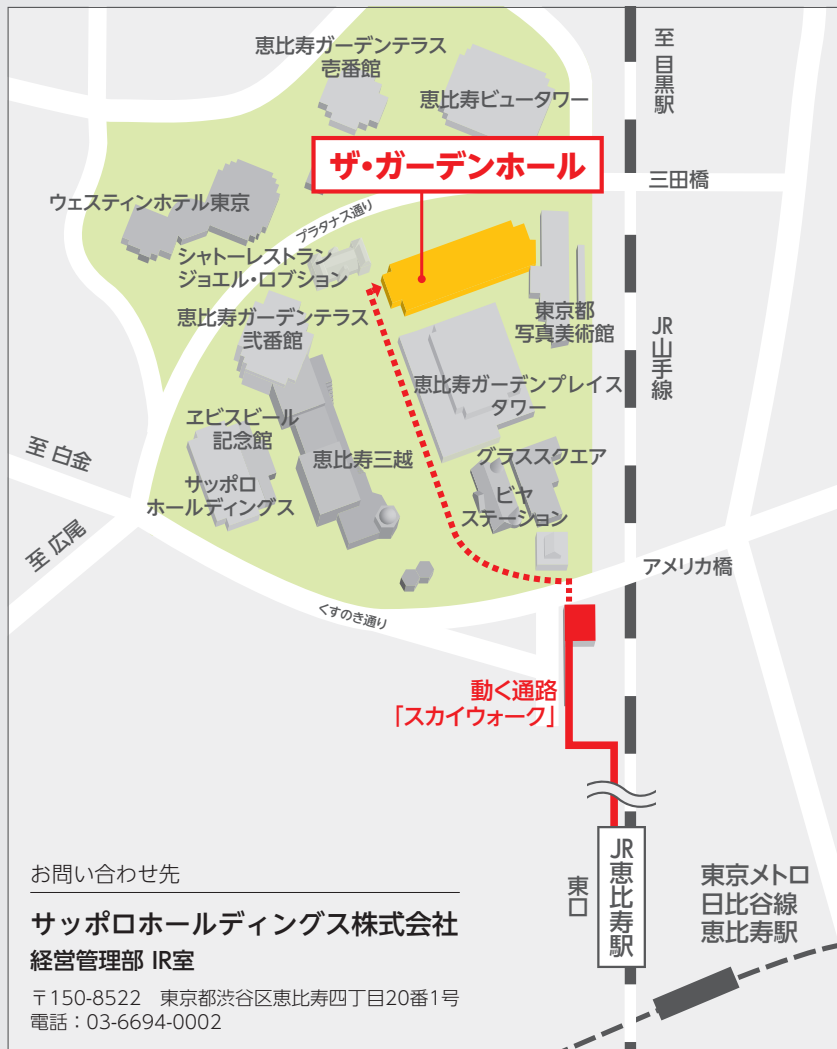 恵比寿ガーデンテラス
壱番館
恵比寿ビュータワー
至 目黒駅
ザ・ガーデンホール
三田橋
ウェスティンホテル東京
プラタナス通り
シャトーレストラン
ジョエル・ロブション
恵比寿ガーデンテラス
弐番館
東京都
写真美術館
JR山手線
恵比寿ガーデンプレイス
タワー
ヱビスビール
記念館
恵比寿三越
グラススクエア
至 白金
サッポロ
ホールディングス
ビヤ
ステーション
至 広尾
アメリカ橋
くすのき通り
動く通路
「スカイウォーク」
JR恵比寿駅
東口
東京メトロ
日比谷線
恵比寿駅
お問い合わせ先
サッポロホールディングス株式会社
経営管理部 IR室
〒150-8522 東京都渋谷区恵比寿四丁目20番1号
電話：03-6694-0002